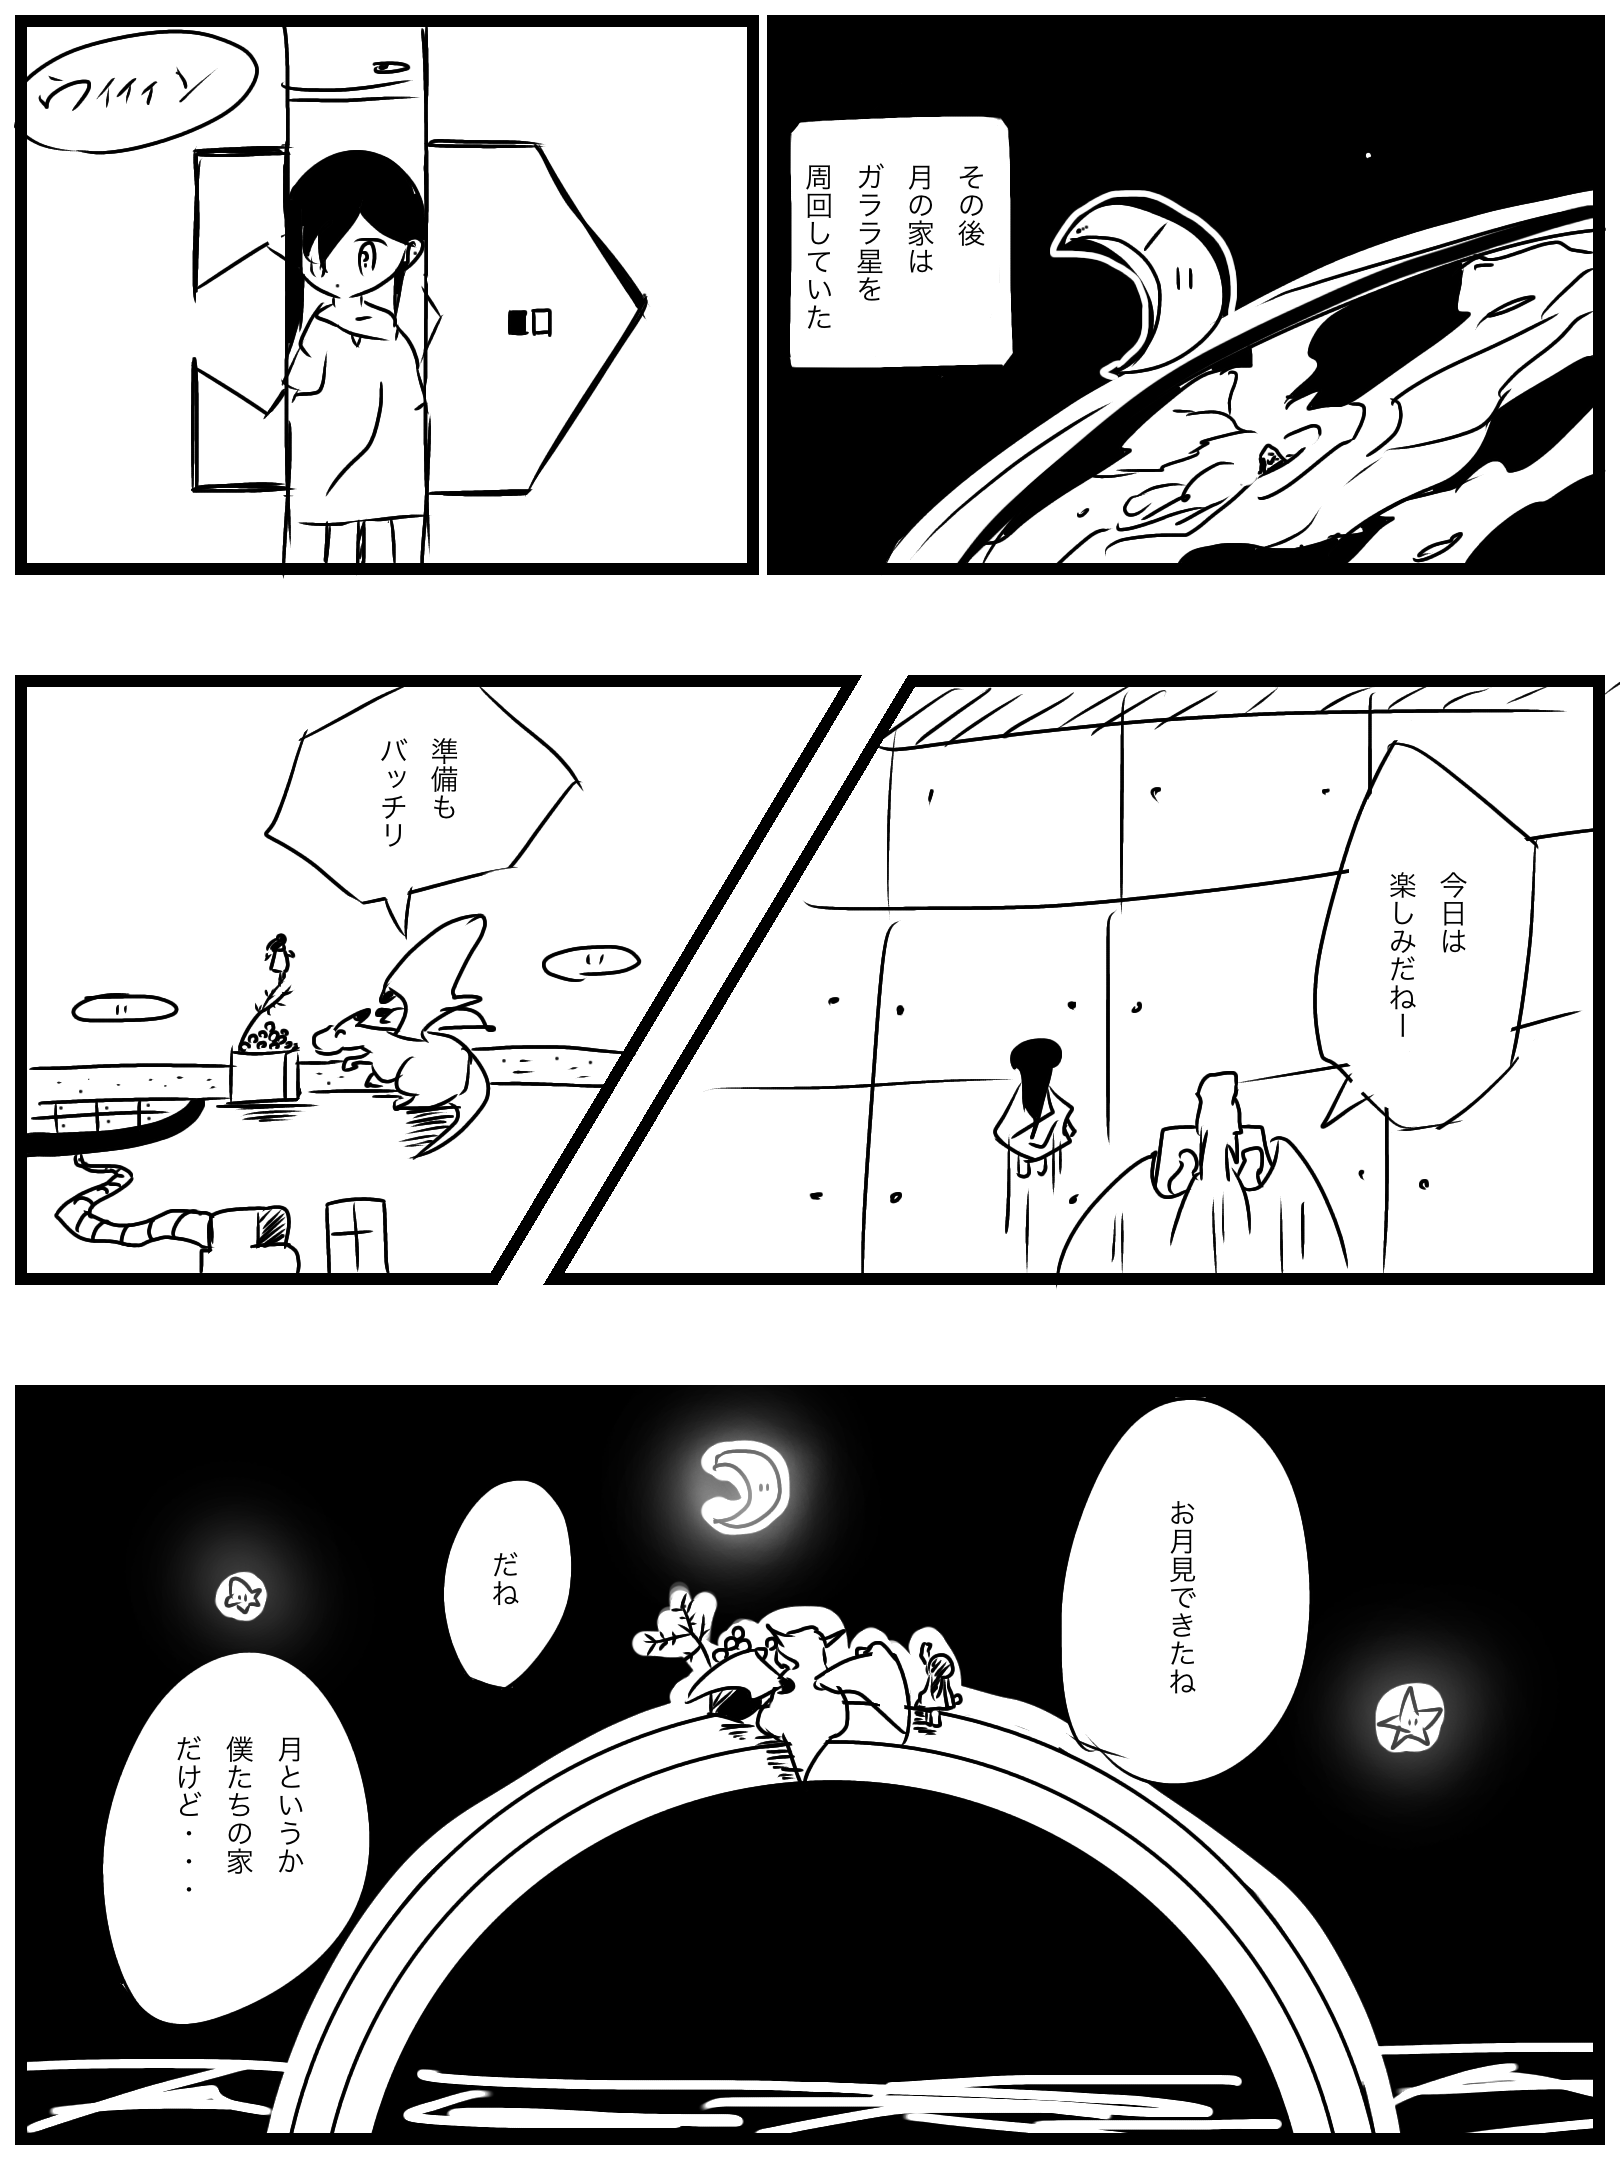 その後
月の家は
ガララ星を
周回していた
ウイイイン
今日は
楽しみだねー
準備も
バッチリ
お月見できたね
だね
月というか
僕たちの家
だけど・・・